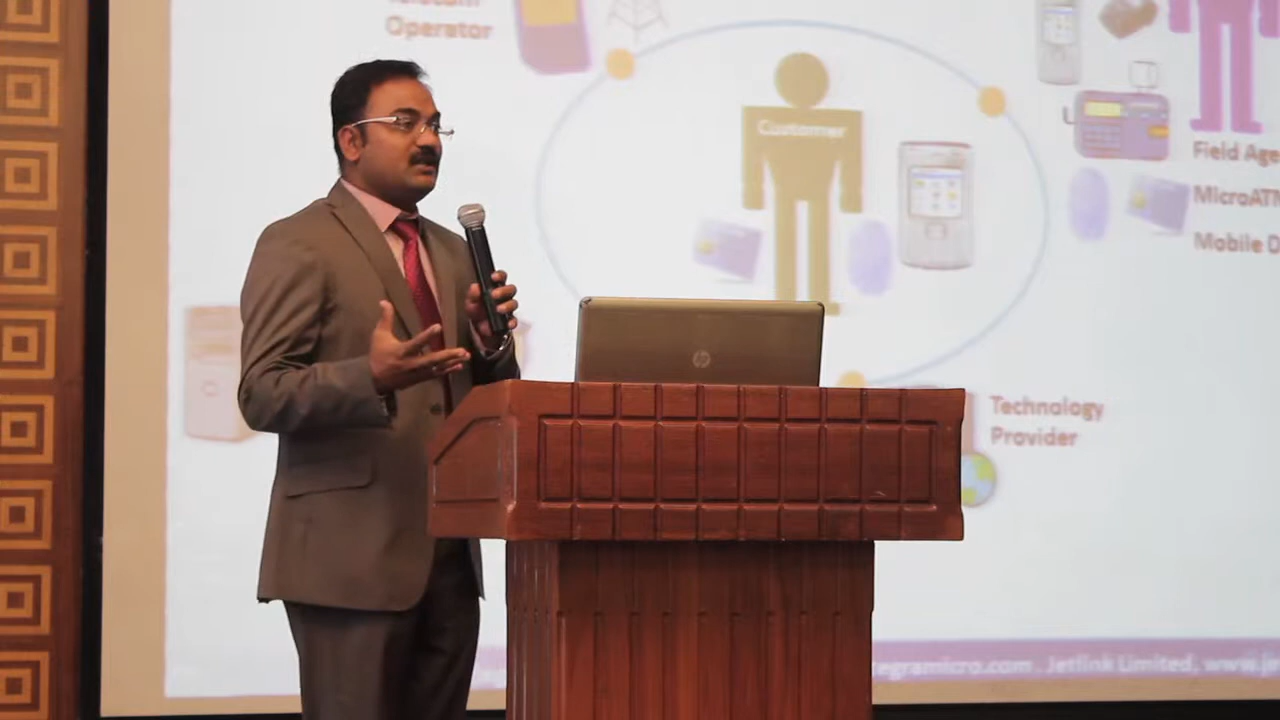 Operator
Customer
Field Age
MicroATM
Mobile D
hp
Technology
Provider
egramicro.com, Jetlink Limited, www.je